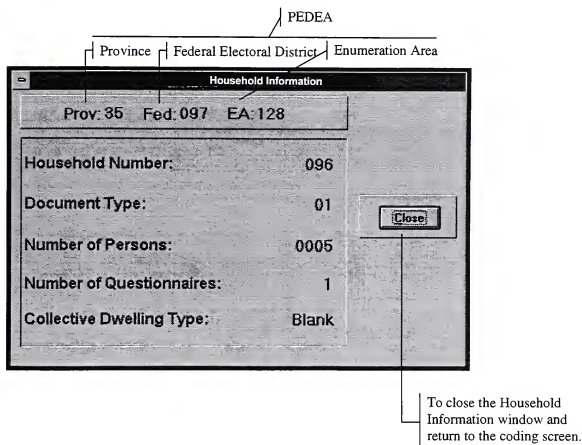 PEDEA
Province Federal Electoral District Enumeration Area
Household Information
Prov: 35 Fed: 097 EA: 128
Household Number: 096
Document Type: 01
Close
Number of Persons: 0005
Number of Questionnaires: 1
Collective Dwelling Type: Blank
To close the Household
Information window and
return to the coding screen.